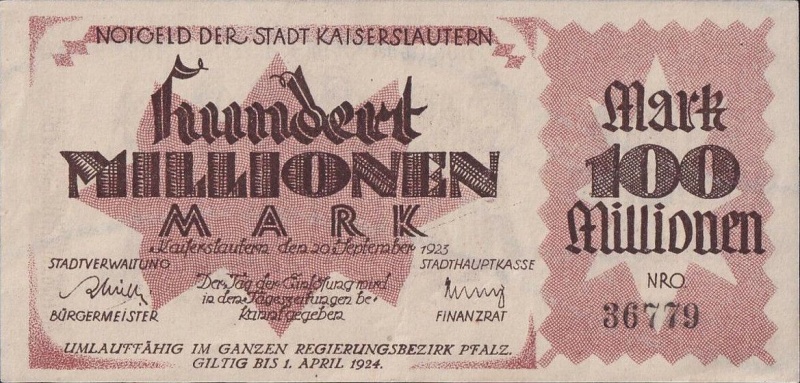 NOTGELD DER STADT KAISERSLAUTERN
hundert
MILLIONEN
MARK
Kaiserslautern den 20 September 1923
STADTVERWALTUNG
BÜRGERMEISTER
Der Tag der Einlösung wird
in den Tageszeitungen be-
kanntgegeben
STADTHAUPTKASSE
FINANZRAT
UMLAUFFÄHIG IM GANZEN REGIERUNGSBEZIRK PFALZ.
GILTIG BIS 1. APRIL 1924.
Mark
100
Millionen
NRO.
36779